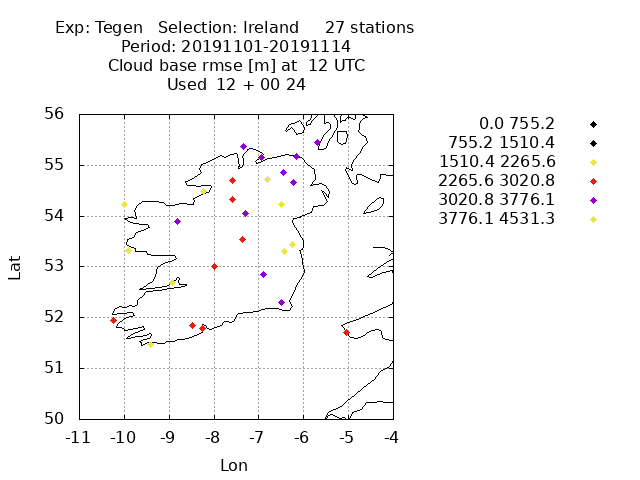 Exp: Tegen   Selection: Ireland     27 stations
Period: 20191101-20191114
Cloud base rmse [m] at  12 UTC
Used  12 + 00 24
0.0 755.2
755.2 1510.4
1510.4 2265.6
2265.6 3020.8
3020.8 3776.1
3776.1 4531.3
56
55
54
53
52
51
50
Lat
-11 -10 -9 -8 -7 -6 -5 -4
Lon